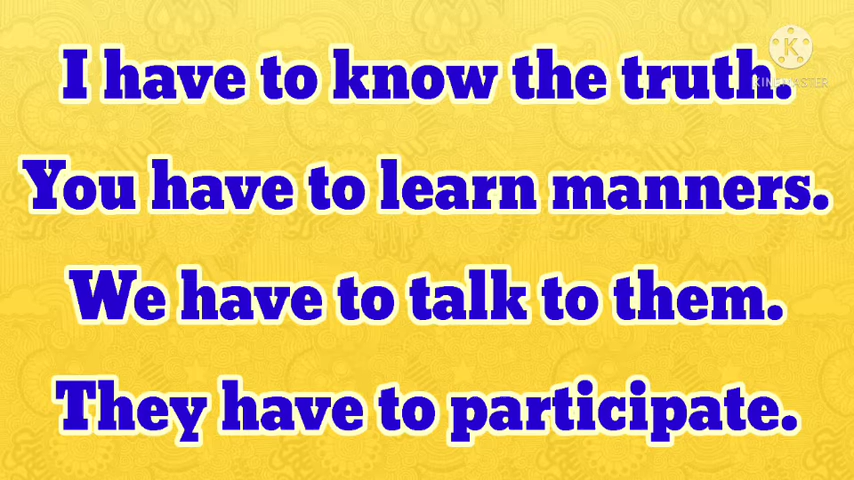 I have to know the truth.
You have to learn manners.
We have to talk to them.
They have to participate.
K
KINEMASTER